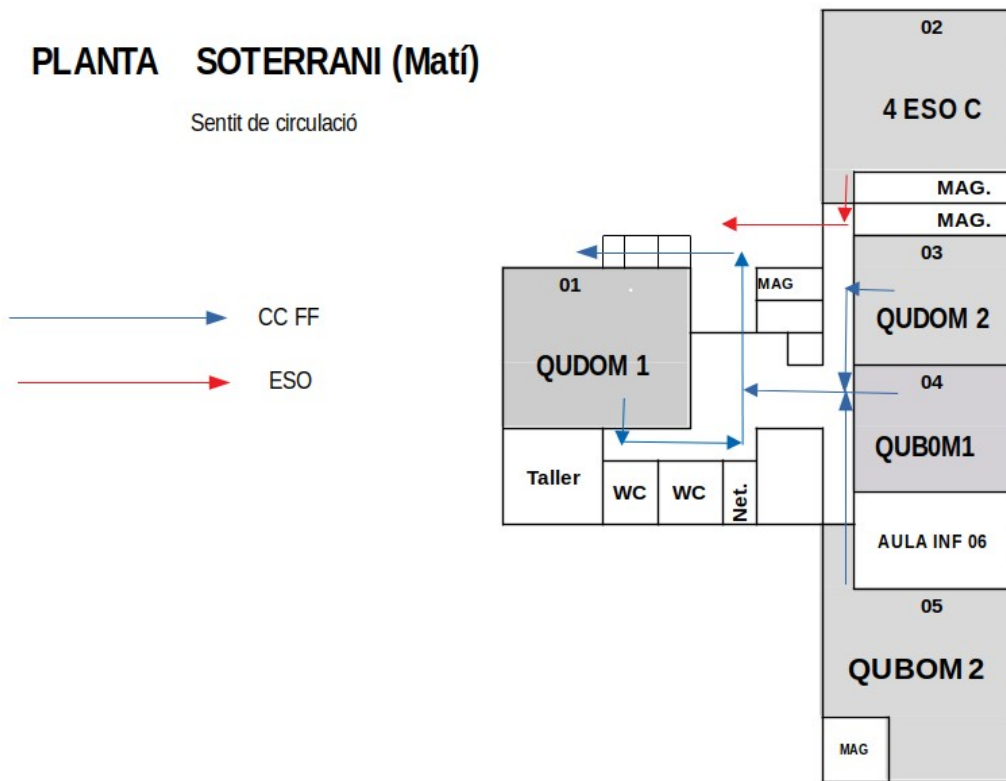 PLANTA SOTERRANI (Matí)
Sentit de circulació
CC FF
ESO
02
4 ESO C
MAG.
MAG.
03
QUDOM 2
MAG
01
QUDOM 1
04
QUB0M1
Taller
WC
WC
Net.
AULA INF 06
05
QUBOM 2
MAG